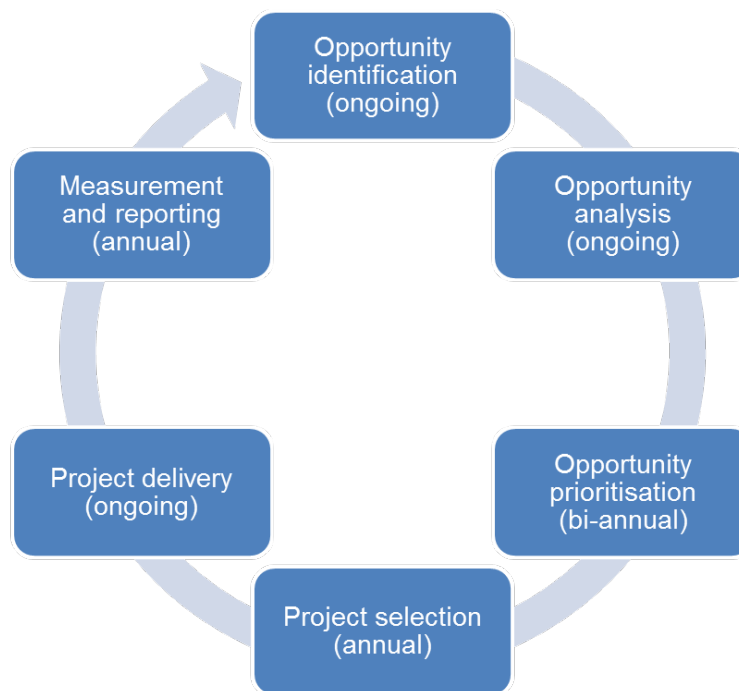 Opportunity
identification
(ongoing)
Opportunity
analysis
(ongoing)
Opportunity
prioritisation
(bi-annual)
Project selection
(annual)
Project delivery
(ongoing)
Measurement
and reporting
(annual)